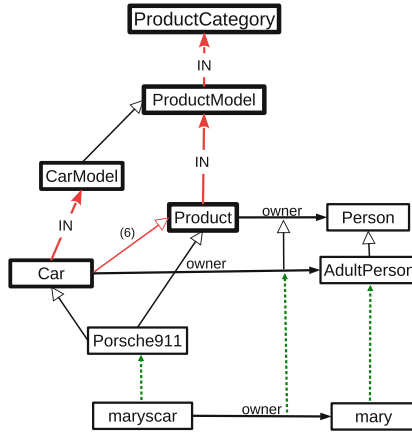 ProductCategory
IN
ProductModel
IN
CarModel
IN
(6)
Product
owner
Person
Car
owner
AdultPerson
Porsche911
maryscar
owner
mary